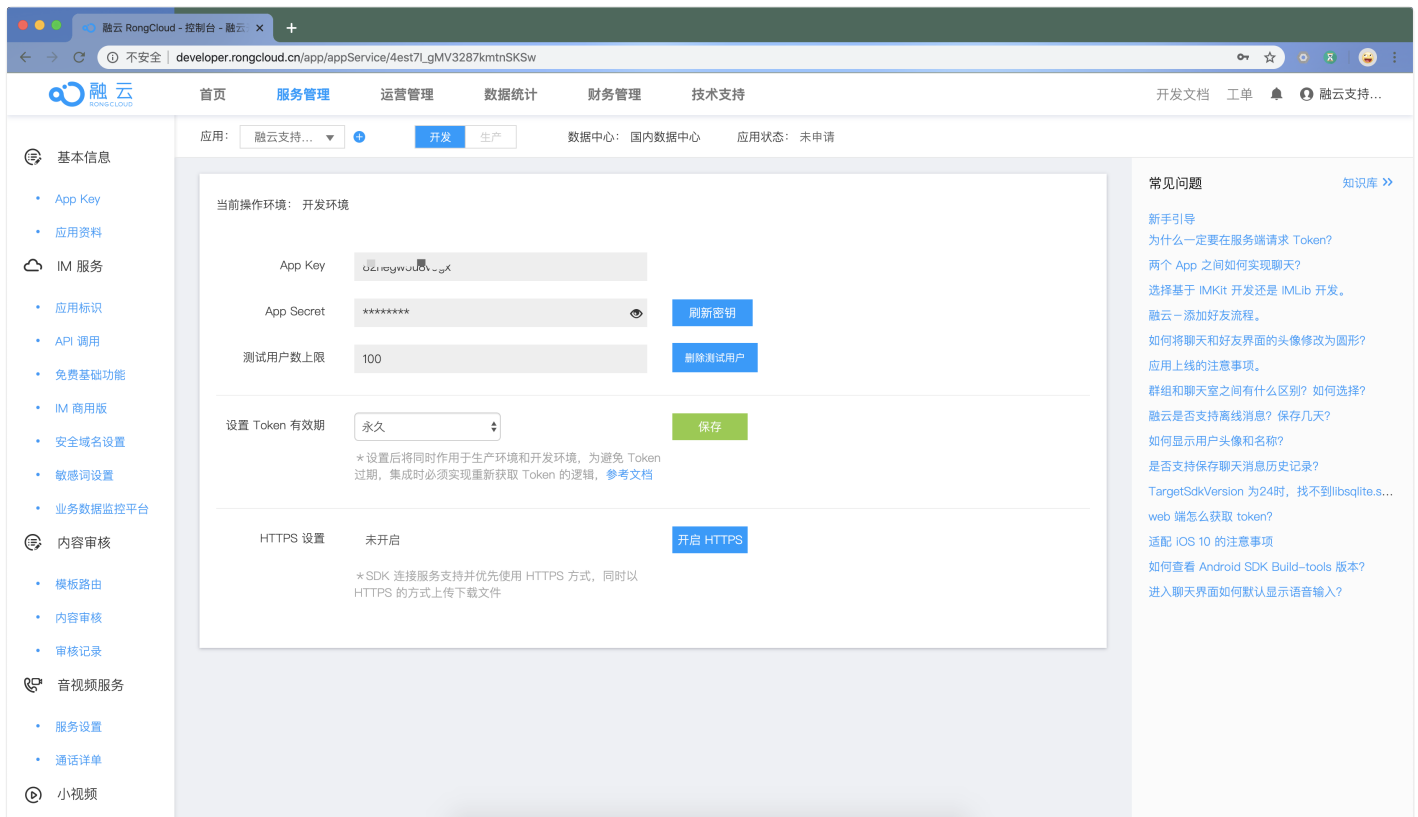 融云 RongCloud - 控制台 - 融云
不安全 developer.rongcloud.cn/app/appService/4est7l_gMV3287kmtnSKSw
融云 RONGCLOUD
首页 服务管理 运营管理 数据统计 财务管理 技术支持 开发文档 工单 融云支持...
应用: 融云支持... 开发 生产 数据中心: 国内数据中心 应用状态: 未申请
基本信息
App Key
应用资料
IM 服务
应用标识
API 调用
免费基础功能
IM 商用版
安全域名设置
敏感词设置
业务数据监控平台
内容审核
模板路由
内容审核
审核记录
音视频服务
服务设置
通话详单
小视频
当前操作环境: 开发环境
App Key
App Secret ******** 刷新密钥
测试用户数上限 100 删除测试用户
设置 Token 有效期 永久 保存
*设置后将同时作用于生产环境和开发环境，为避免 Token
过期，集成时必须实现重新获取 Token 的逻辑，参考文档
HTTPS 设置 未开启 开启 HTTPS
*SDK 连接服务支持并优先使用 HTTPS 方式，同时以
HTTPS 的方式上传下载文件
常见问题 知识库
新手引导
为什么一定要在服务端请求 Token?
两个 App 之间如何实现聊天?
选择基于 IMKit 开发还是 IMLib 开发。
融云－添加好友流程。
如何将聊天和好友界面的头像修改为圆形?
应用上线的注意事项。
群组和聊天室之间有什么区别? 如何选择?
融云是否支持离线消息? 保存几天?
如何显示用户头像和名称?
是否支持保存聊天消息历史记录?
TargetSdkVersion 为24时，找不到libsqlite.s...
web 端怎么获取 token?
适配 iOS 10 的注意事项
如何查看 Android SDK Build-tools 版本?
进入聊天界面如何默认显示语音输入?